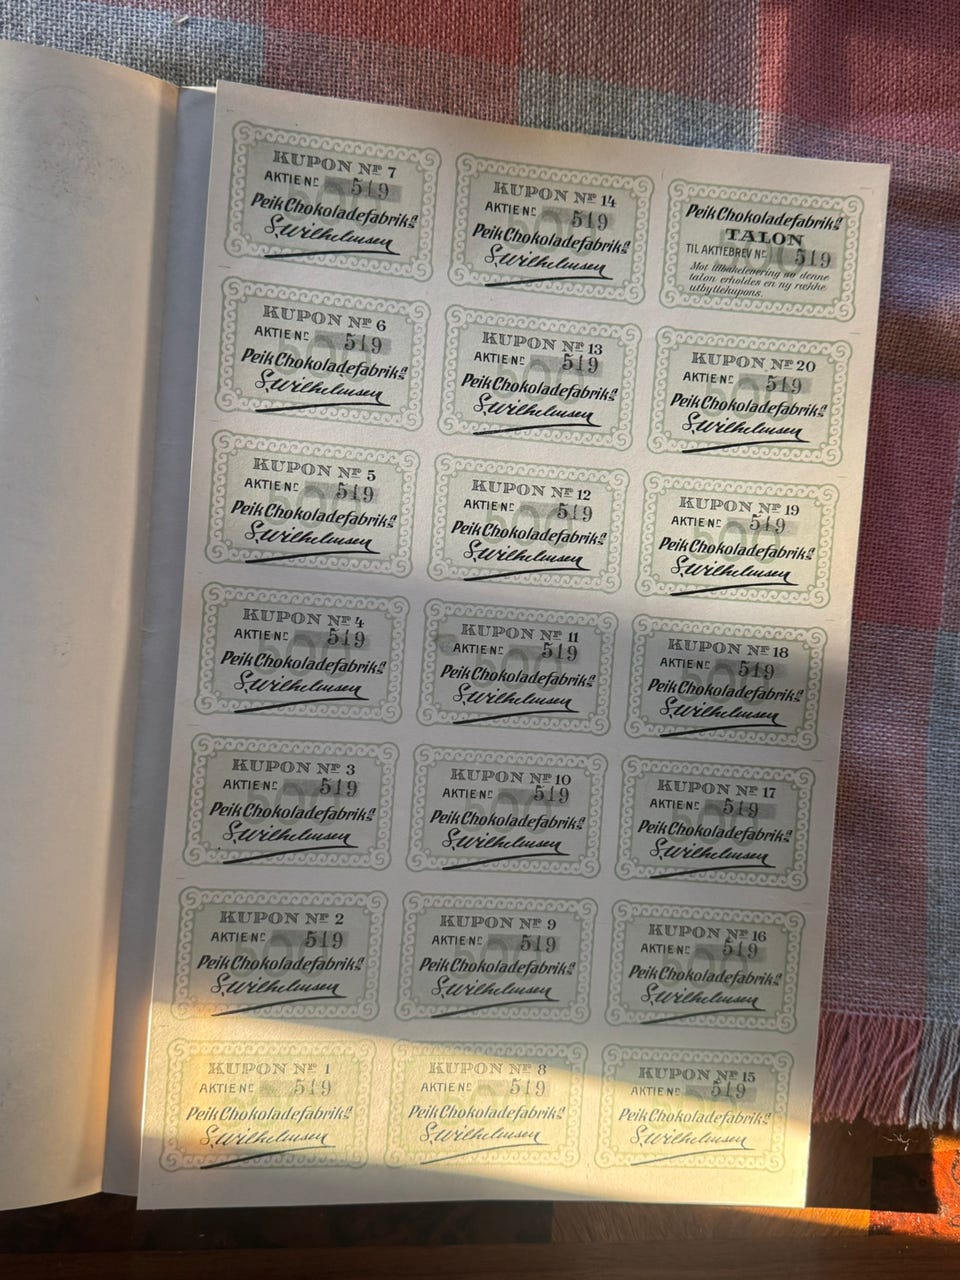 KUPON Nº 7
AKTIE Nº 519
Peik Chokoladefabrik ᴬ/s
S. Wilhelmsen
KUPON Nº 14
AKTIE Nº 519
Peik Chokoladefabrik ᴬ/s
S. Wilhelmsen
Peik Chokoladefabrik ᴬ/s
TALON
TIL AKTIEBREV Nº 519
Mot tilbakelevering av denne
talon erholdes en ny række
utbyttekupons.
KUPON Nº 6
AKTIE Nº 519
Peik Chokoladefabrik ᴬ/s
S. Wilhelmsen
KUPON Nº 13
AKTIE Nº 519
Peik Chokoladefabrik ᴬ/s
S. Wilhelmsen
KUPON Nº 20
AKTIE Nº 519
Peik Chokoladefabrik ᴬ/s
S. Wilhelmsen
KUPON Nº 5
AKTIE Nº 519
Peik Chokoladefabrik ᴬ/s
S. Wilhelmsen
KUPON Nº 12
AKTIE Nº 519
Peik Chokoladefabrik ᴬ/s
S. Wilhelmsen
KUPON Nº 19
AKTIE Nº 519
Peik Chokoladefabrik ᴬ/s
S. Wilhelmsen
KUPON Nº 4
AKTIE Nº 519
Peik Chokoladefabrik ᴬ/s
S. Wilhelmsen
KUPON Nº 11
AKTIE Nº 519
Peik Chokoladefabrik ᴬ/s
S. Wilhelmsen
KUPON Nº 18
AKTIE Nº 519
Peik Chokoladefabrik ᴬ/s
S. Wilhelmsen
KUPON Nº 3
AKTIE Nº 519
Peik Chokoladefabrik ᴬ/s
S. Wilhelmsen
KUPON Nº 10
AKTIE Nº 519
Peik Chokoladefabrik ᴬ/s
S. Wilhelmsen
KUPON Nº 17
AKTIE Nº 519
Peik Chokoladefabrik ᴬ/s
S. Wilhelmsen
KUPON Nº 2
AKTIE Nº 519
Peik Chokoladefabrik ᴬ/s
S. Wilhelmsen
KUPON Nº 9
AKTIE Nº 519
Peik Chokoladefabrik ᴬ/s
S. Wilhelmsen
KUPON Nº 16
AKTIE Nº 519
Peik Chokoladefabrik ᴬ/s
S. Wilhelmsen
KUPON Nº 1
AKTIE Nº 519
Peik Chokoladefabrik ᴬ/s
S. Wilhelmsen
KUPON Nº 8
AKTIE Nº 519
Peik Chokoladefabrik ᴬ/s
S. Wilhelmsen
KUPON Nº 15
AKTIE Nº 519
Peik Chokoladefabrik ᴬ/s
S. Wilhelmsen